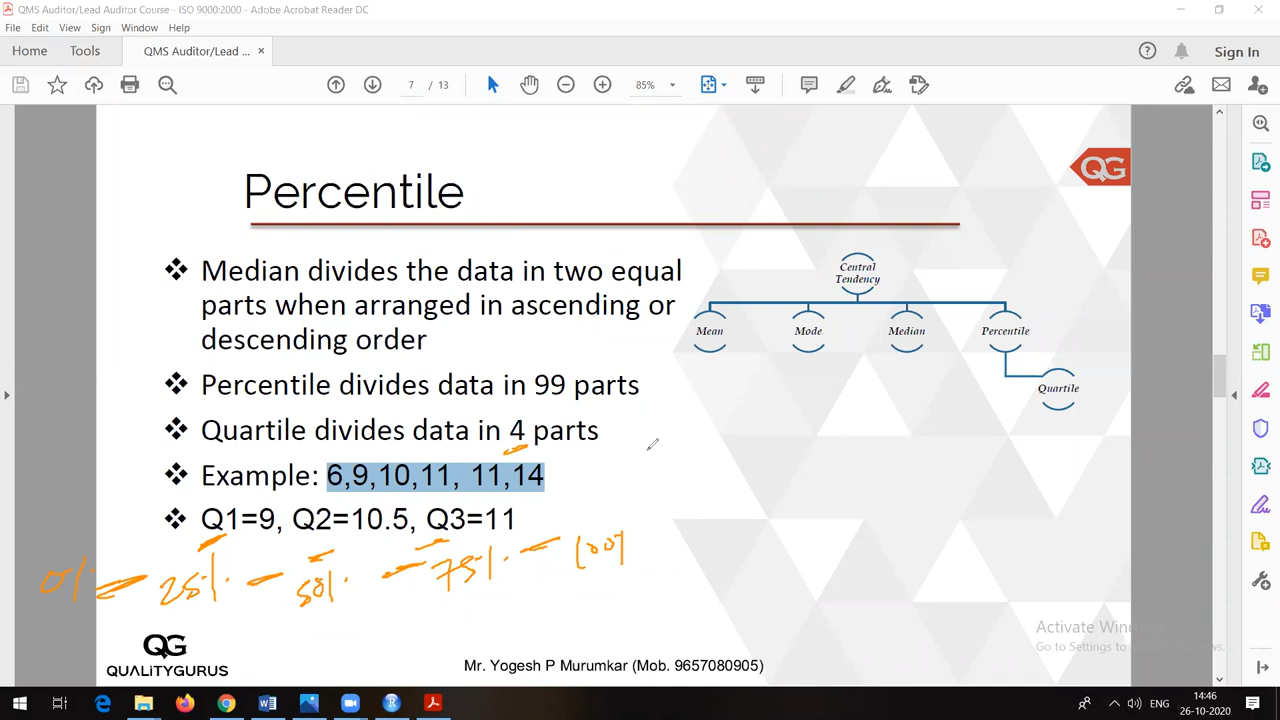 QMS Auditor/Lead Auditor Course - ISO 9000:2000 - Adobe Acrobat Reader DC
File Edit View Sign Window Help
Home Tools QMS Auditor/Lead ... × Sign In
7 / 13 85%
QG
Percentile
Median divides the data in two equal
parts when arranged in ascending or
descending order
Percentile divides data in 99 parts
Quartile divides data in 4 parts
Example: 6,9,10,11, 11,14
Q1=9, Q2=10.5, Q3=11
Central
Tendency
Mean Mode Median Percentile
Quartile
0% 25% 50% 75% 100%
QG
QUALiTYGURUS
Mr. Yogesh P Murumkar (Mob. 9657080905)
Activate Windows
Go to Settings to activate Windows.
ENG 14:46
26-10-2020